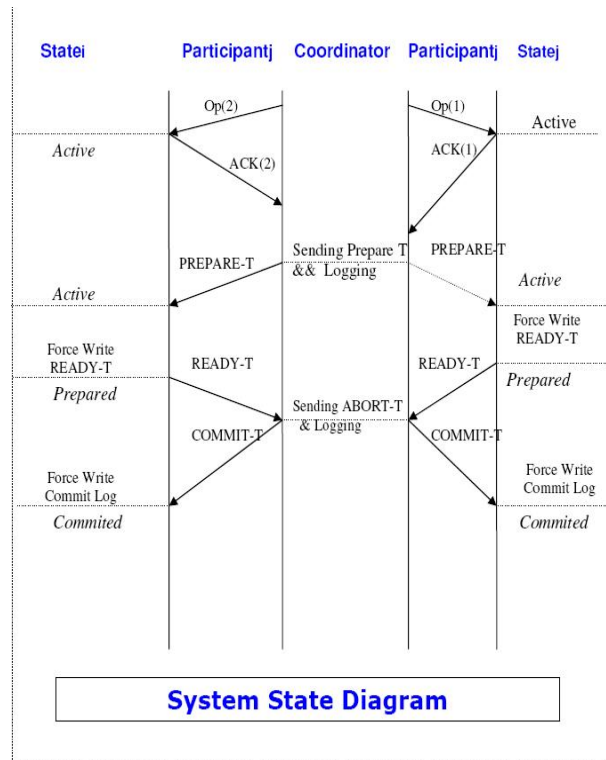 Statei Participantj Coordinator Participantj Statej
Op(2) Op(1)
Active
Active
ACK(1)
ACK(2)
Sending Prepare T
PREPARE-T
PREPARE-T
&& Logging
Active
Active
Force Write
READY-T
Force Write
READY-T
READY-T
READY-T
Prepared
Prepared
Sending ABORT-T
& Logging
COMMIT-T
COMMIT-T
Force Write
Commit Log
Force Write
Commit Log
Commited
Commited
System State Diagram